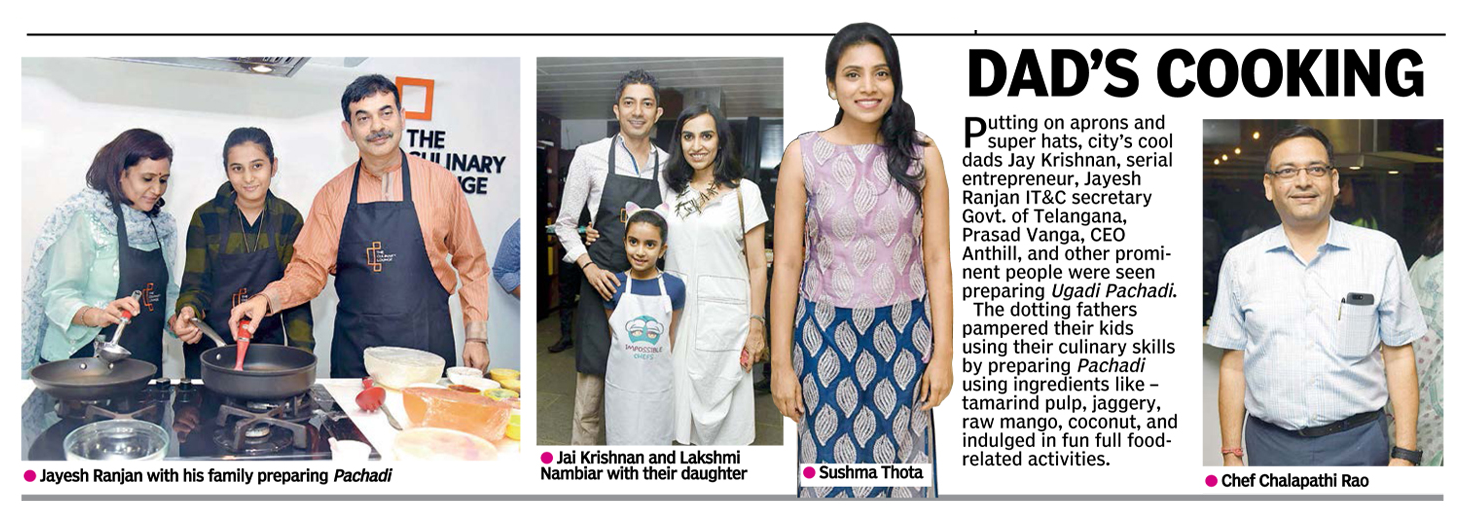 DAD'S COOKING
THE
CULINARY
NGE
Jayesh Ranjan with his family preparing Pachadi
IMPOSSIBLE
CHEFS
Jai Krishnan and Lakshmi
Nambiar with their daughter
Sushma Thota
Putting on aprons and
super hats, city's cool
dads Jay Krishnan, serial
entrepreneur, Jayesh
Ranjan IT&C secretary
Govt. of Telangana,
Prasad Vanga, CEO
Anthill, and other promi-
nent people were seen
preparing Ugadi Pachadi.
The dotting fathers
pampered their kids
using their culinary skills
by preparing Pachadi
using ingredients like –
tamarind pulp, jaggery,
raw mango, coconut, and
indulged in fun full food-
related activities.
Chef Chalapathi Rao